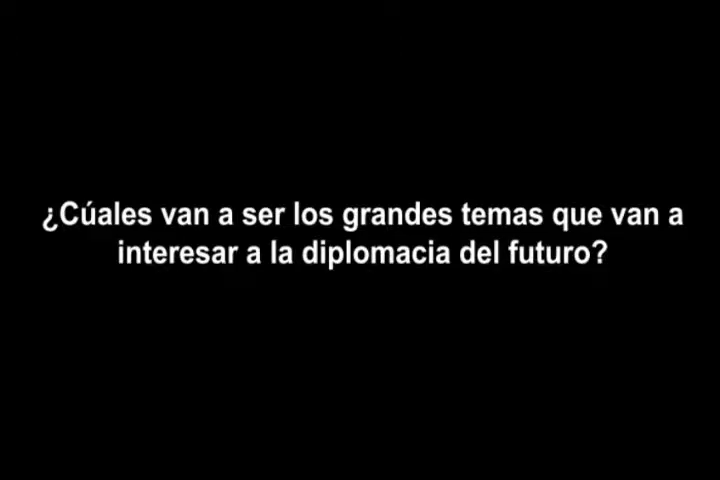 ¿Cúales van a ser los grandes temas que van a
interesar a la diplomacia del futuro?